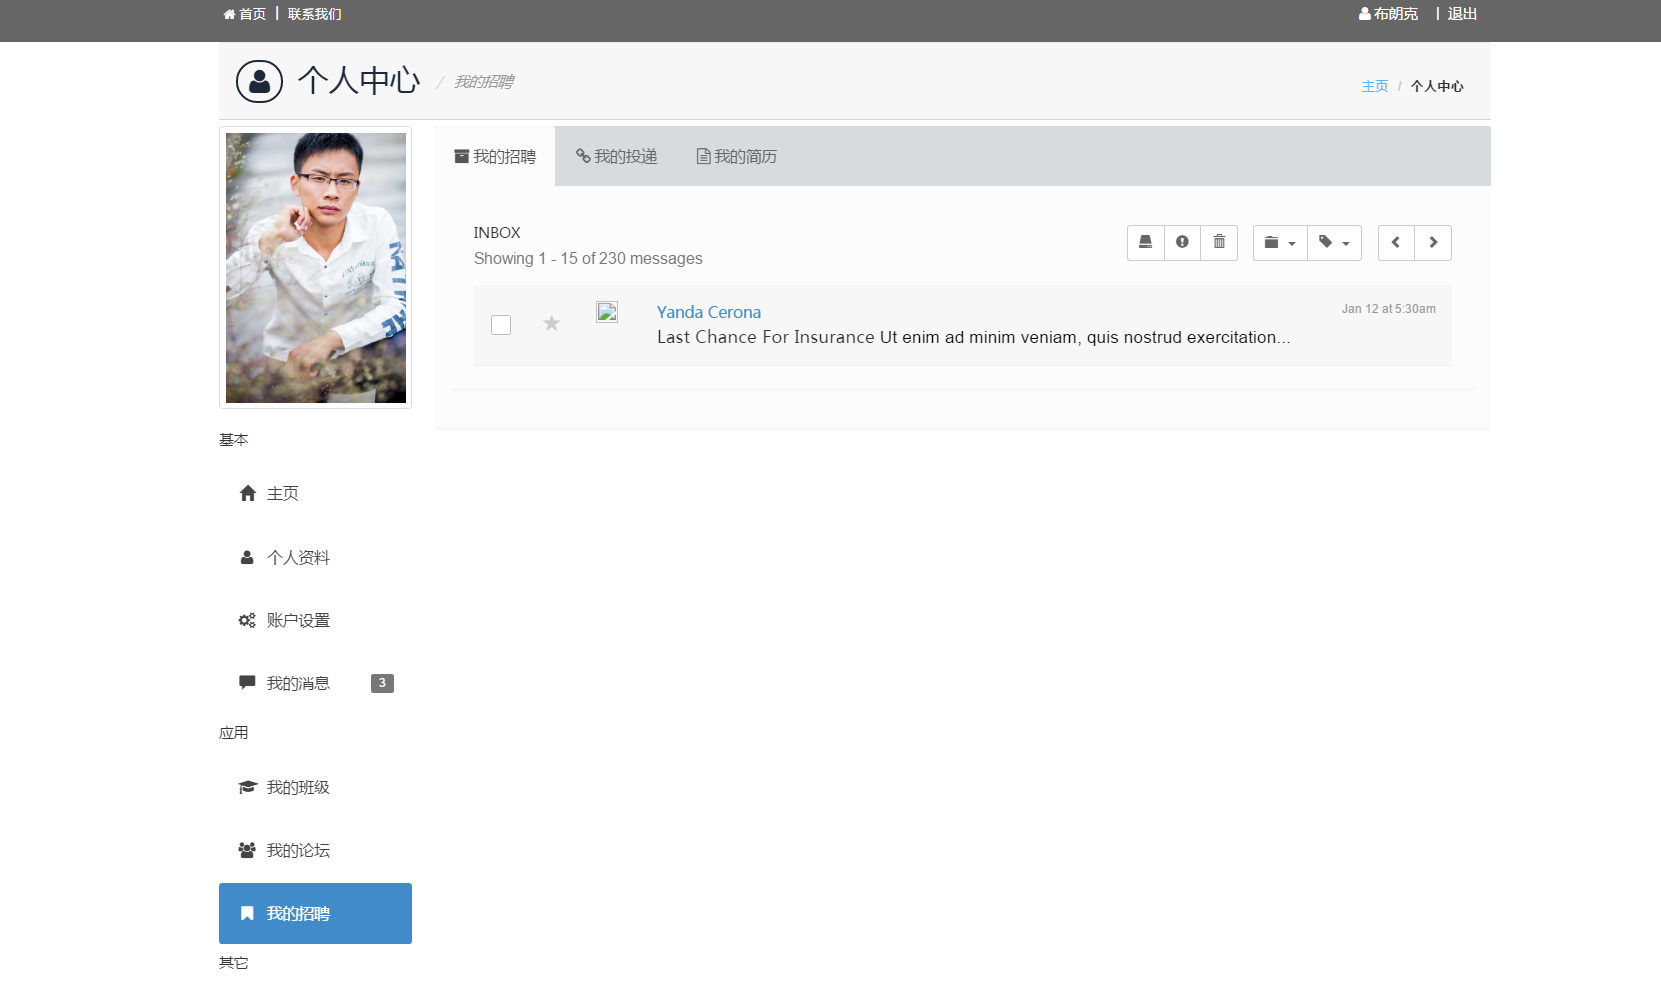 首页 | 联系我们
布朗克 | 退出
个人中心 / 我的招聘
主页 / 个人中心
我的招聘
我的投递
我的简历
INBOX
Showing 1 - 15 of 230 messages
Yanda Cerona
Jan 12 at 5:30am
Last Chance For Insurance Ut enim ad minim veniam, quis nostrud exercitation...
基本
主页
个人资料
账户设置
我的消息 3
应用
我的班级
我的论坛
我的招聘
其它